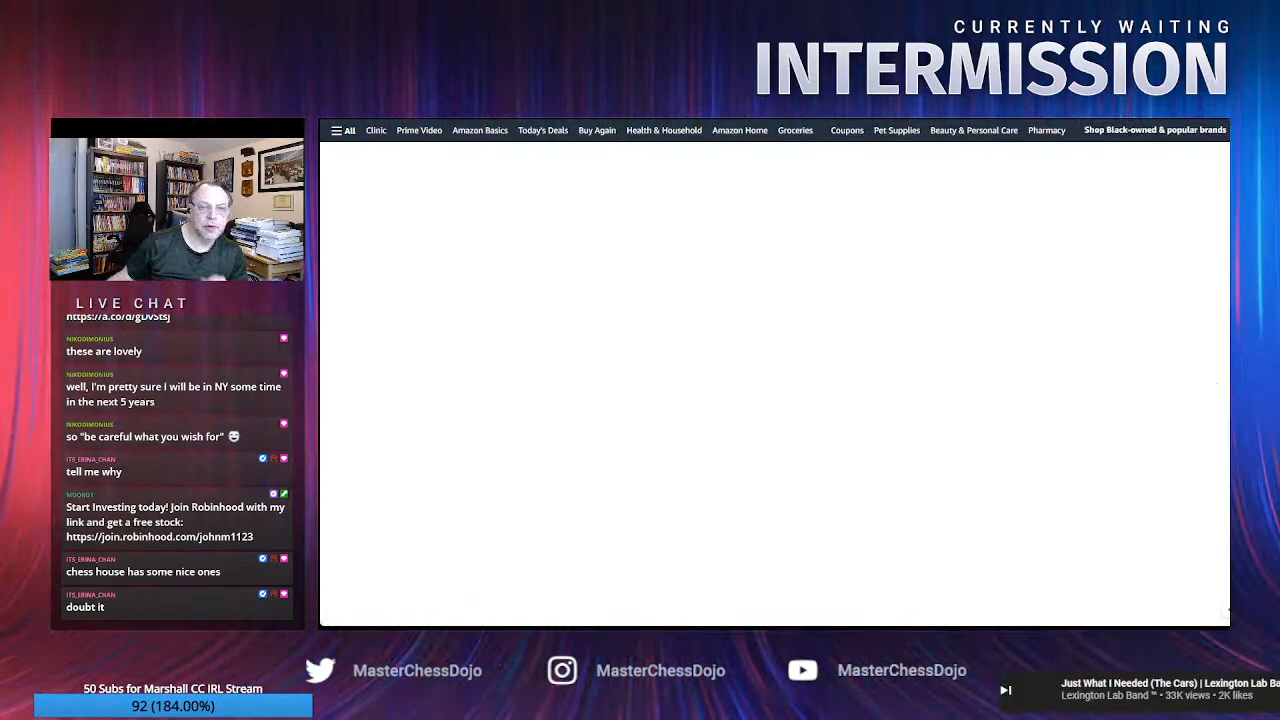 CURRENTLY WAITING
INTERMISSION
All Clinic Prime Video Amazon Basics Today's Deals Buy Again Health & Household Amazon Home Groceries Coupons Pet Supplies Beauty & Personal Care Pharmacy Shop Black-owned & popular brands
LIVE CHAT
https://a.co/d/gDvStsj
NIKODIMONIUS
these are lovely
NIKODIMONIUS
well, I'm pretty sure I will be in NY some time
in the next 5 years
NIKODIMONIUS
so "be careful what you wish for"
ITS_ERINA_CHAN
tell me why
MOOBOT
Start Investing today! Join Robinhood with my
link and get a free stock:
https://join.robinhood.com/johnm1123
ITS_ERINA_CHAN
chess house has some nice ones
ITS_ERINA_CHAN
doubt it
MasterChessDojo MasterChessDojo MasterChessDojo
50 Subs for Marshall CC IRL Stream
92 (184.00%)
Just What I Needed (The Cars) | Lexington Lab Ba
Lexington Lab Band ™ • 33K views • 2K likes